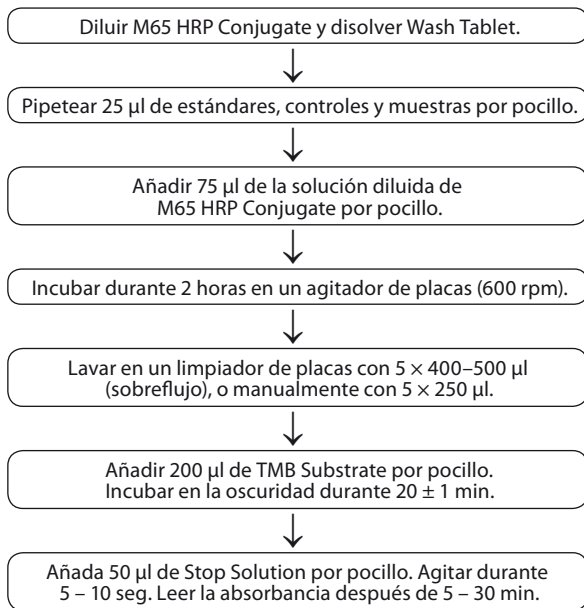 Diluir M65 HRP Conjugate y disolver Wash Tablet.
Pipetear 25 µl de estándares, controles y muestras por pocillo.
Añadir 75 µl de la solución diluida de
M65 HRP Conjugate por pocillo.
Incubar durante 2 horas en un agitador de placas (600 rpm).
Lavar en un limpiador de placas con 5 × 400–500 µl
(sobreflujo), o manualmente con 5 × 250 µl.
Añadir 200 µl de TMB Substrate por pocillo.
Incubar en la oscuridad durante 20 ± 1 min.
Añada 50 µl de Stop Solution por pocillo. Agitar durante
5 – 10 seg. Leer la absorbancia después de 5 – 30 min.